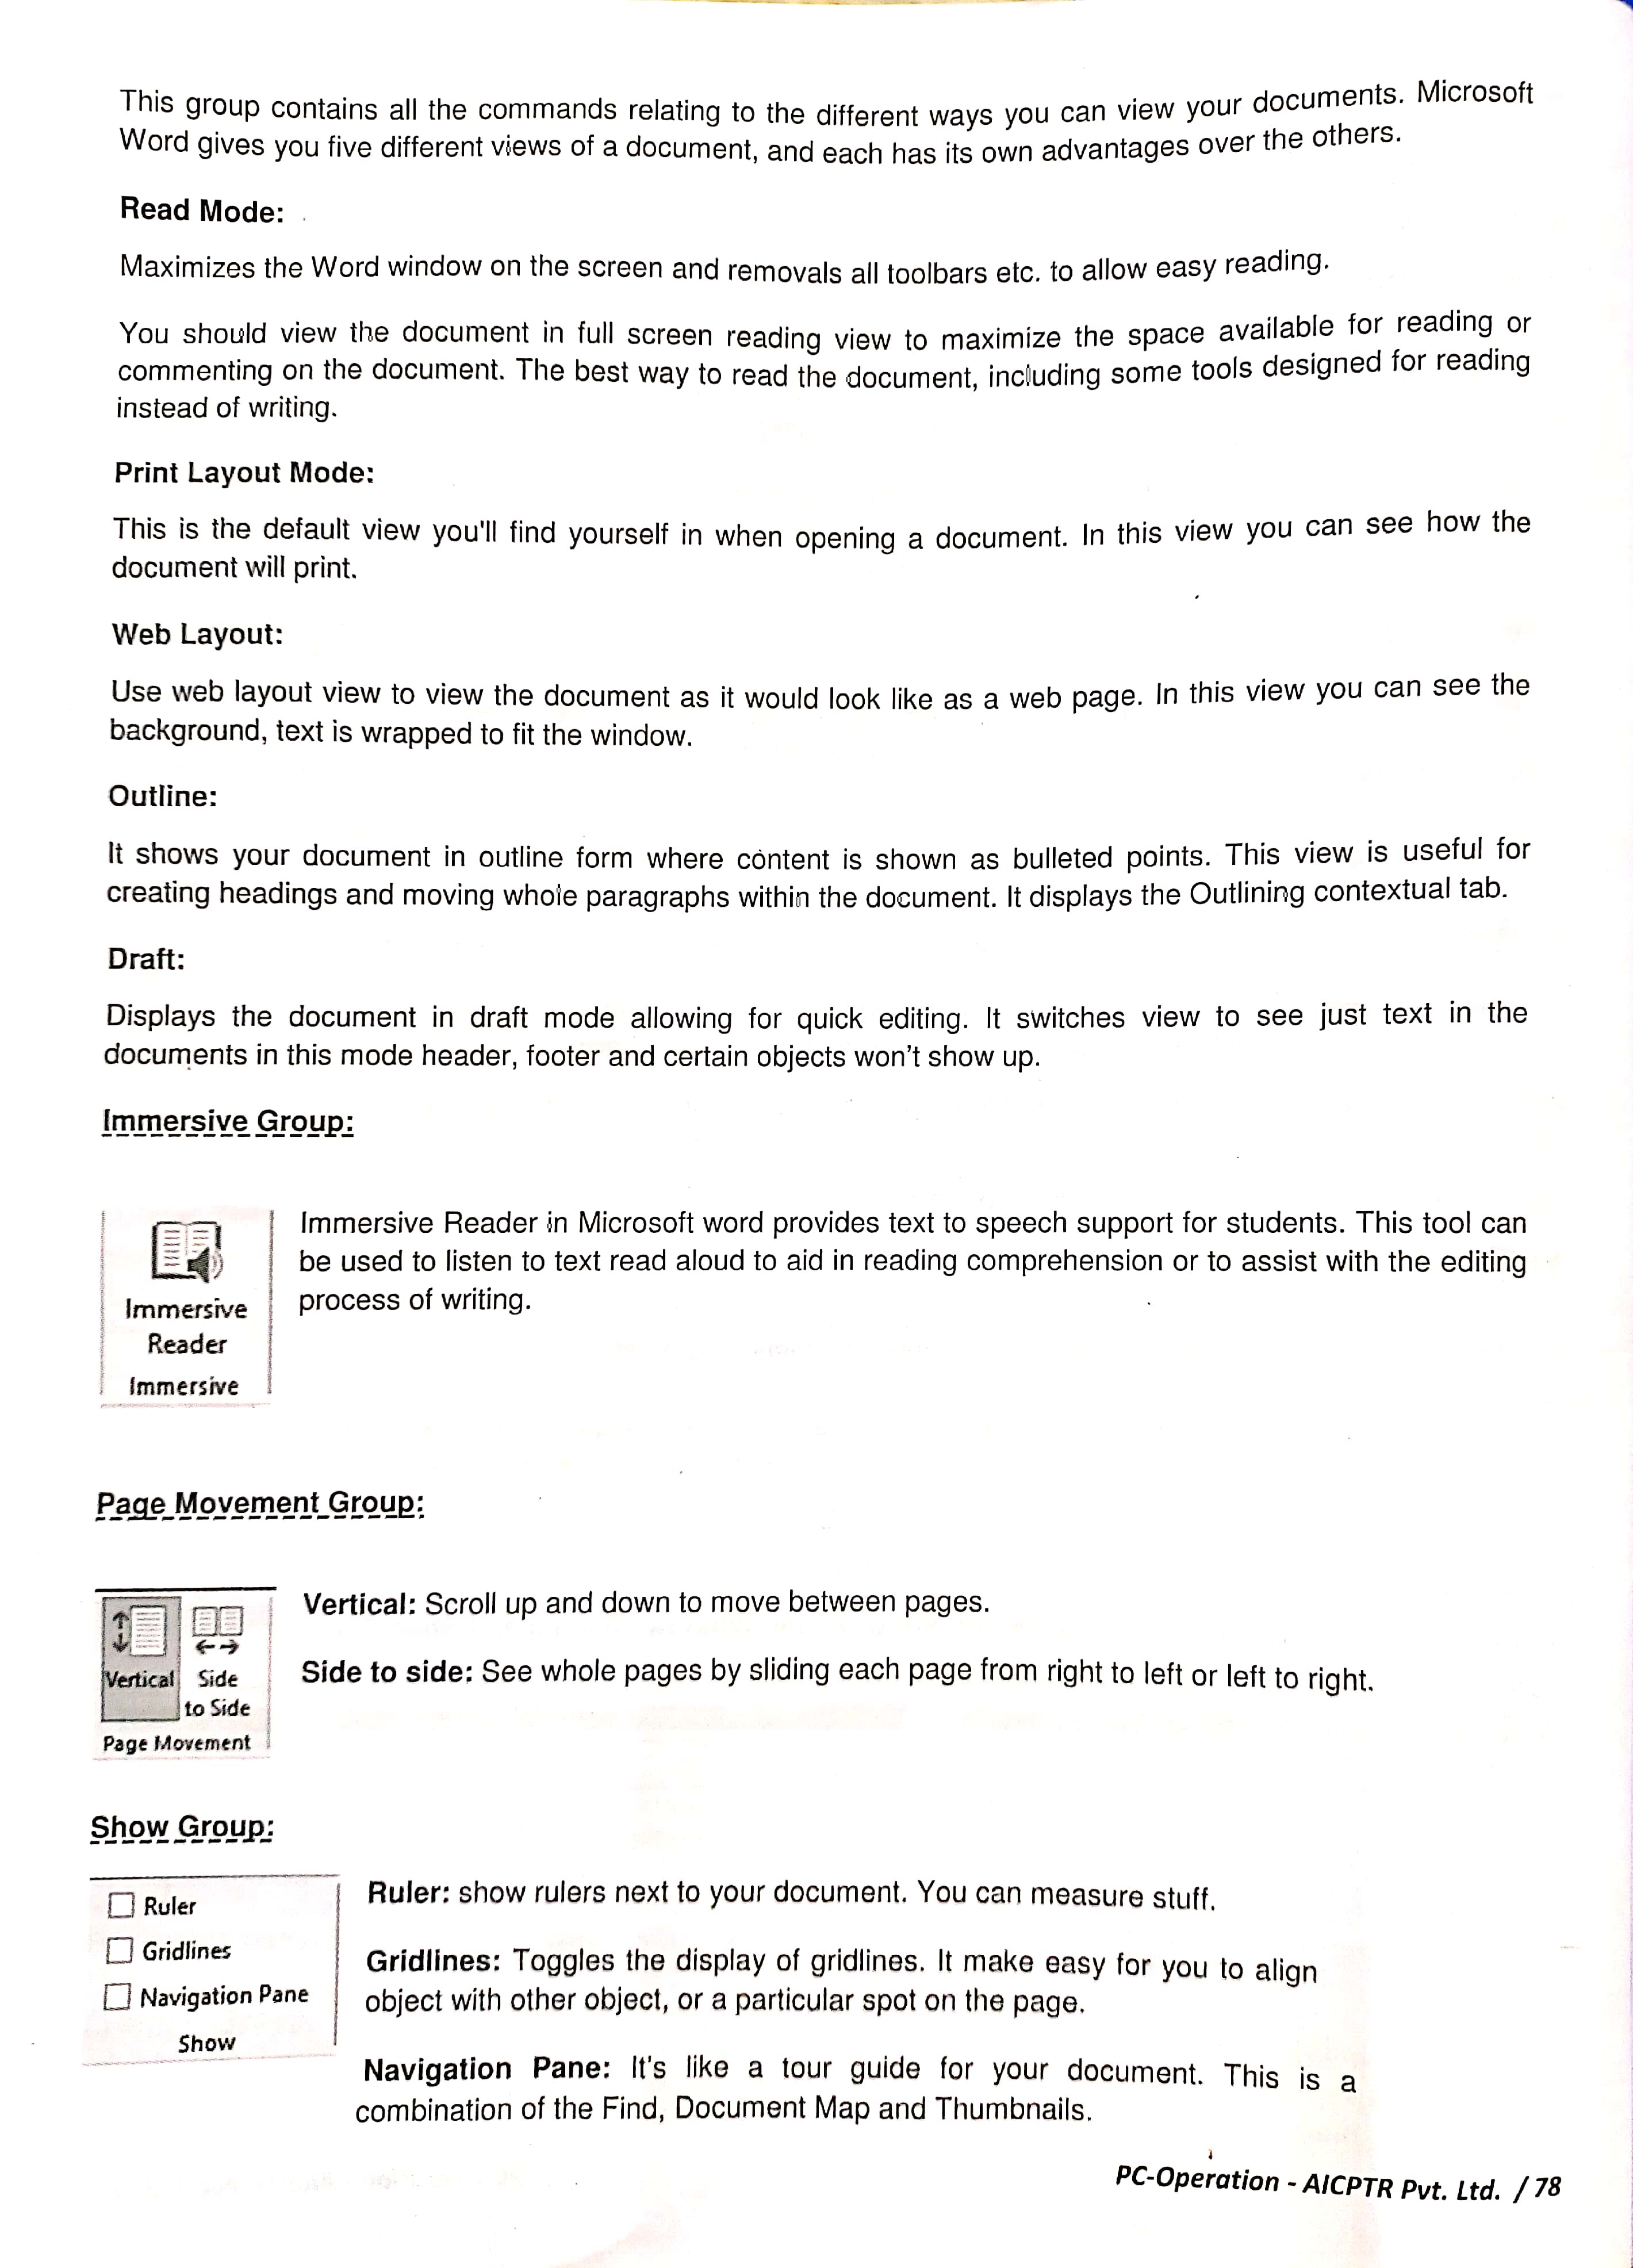 This group contains all the commands relating to the different ways you can view your documents. Microsoft
Word gives you five different views of a document, and each has its own advantages over the others.
Read Mode:
Maximizes the Word window on the screen and removals all toolbars etc. to allow easy reading.
You should view the document in full screen reading view to maximize the space available for reading or
commenting on the document. The best way to read the document, including some tools designed for reading
instead of writing.
Print Layout Mode:
This is the default view you'll find yourself in when opening a document. In this view you can see how the
document will print.
Web Layout:
Use web layout view to view the document as it would look like as a web page. In this view you can see the
background, text is wrapped to fit the window.
Outline:
It shows your document in outline form where content is shown as bulleted points. This view is useful for
creating headings and moving whole paragraphs within the document. It displays the Outlining contextual tab.
Draft:
Displays the document in draft mode allowing for quick editing. It switches view to see just text in the
documents in this mode header, footer and certain objects won't show up.
Immersive Group:
Immersive
Reader
Immersive
Immersive Reader in Microsoft word provides text to speech support for students. This tool can
be used to listen to text read aloud to aid in reading comprehension or to assist with the editing
process of writing.
Page Movement Group:
Vertical Side
to Side
Page Movement
Vertical: Scroll up and down to move between pages.
Side to side: See whole pages by sliding each page from right to left or left to right.
Show Group:
Ruler
Gridlines
Navigation Pane
Show
Ruler: show rulers next to your document. You can measure stuff.
Gridlines: Toggles the display of gridlines. It make easy for you to align
object with other object, or a particular spot on the page.
Navigation Pane: It's like a tour guide for your document. This is a
combination of the Find, Document Map and Thumbnails.
PC-Operation - AICPTR Pvt. Ltd. / 78